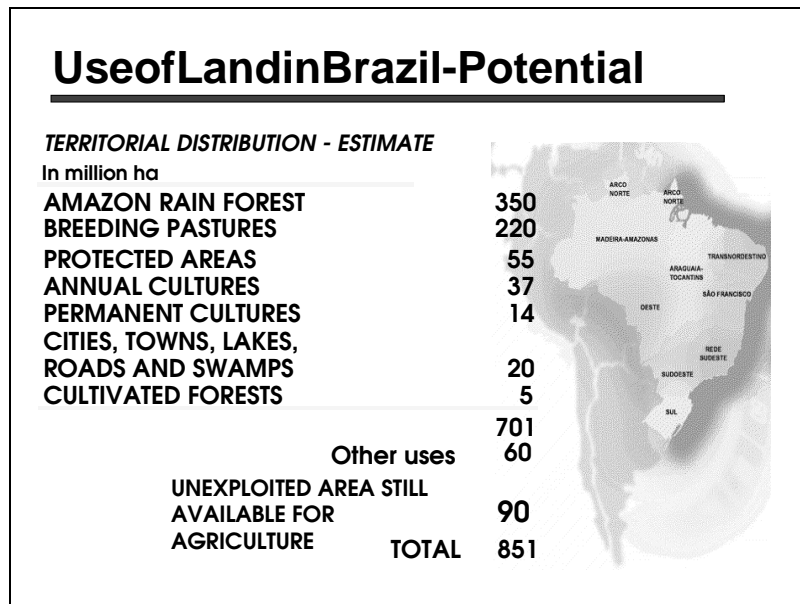 UseofLandinBrazil-Potential
TERRITORIAL DISTRIBUTION - ESTIMATE
In million ha
AMAZON RAIN FOREST 350
BREEDING PASTURES 220
PROTECTED AREAS 55
ANNUAL CULTURES 37
PERMANENT CULTURES 14
CITIES, TOWNS, LAKES,
ROADS AND SWAMPS 20
CULTIVATED FORESTS 5
701
Other uses 60
UNEXPLOITED AREA STILL
AVAILABLE FOR 90
AGRICULTURE TOTAL 851
ARCO
NORTE
ARCO
NORTE
MADEIRA-AMAZONAS
TRANSNORDESTINO
ARAGUAIA-
TOCANTINS
SÃO FRANCISCO
OESTE
REDE
SUDESTE
SUDOESTE
SUL